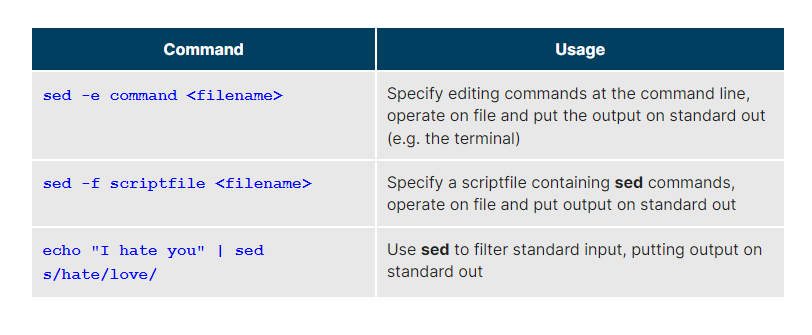 Command
Usage
sed -e command <filename>
Specify editing commands at the command line,
operate on file and put the output on standard out
(e.g. the terminal)
sed -f scriptfile <filename>
Specify a scriptfile containing sed commands,
operate on file and put output on standard out
echo "I hate you" | sed
s/hate/love/
Use sed to filter standard input, putting output on
standard out